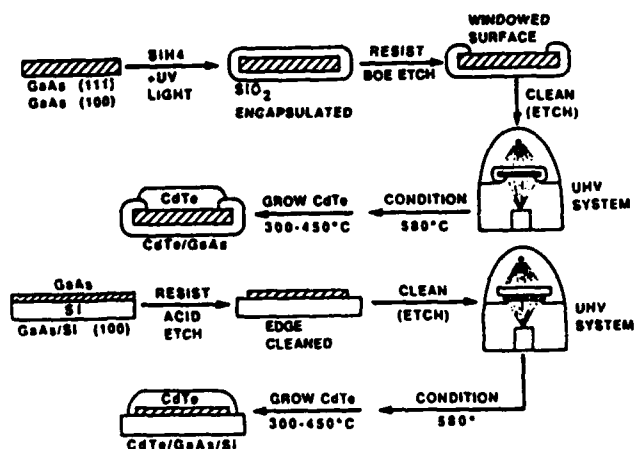 GaAs (111)
GaAs (100)
SiH4
+UV
LIGHT
SiO2
ENCAPSULATED
RESIST
BOE ETCH
WINDOWED
SURFACE
CLEAN
(ETCH)
UHV
SYSTEM
CONDITION
580°C
GROW CdTe
300-450°C
CdTe
CdTe/GaAs
GaAs
Si
GaAs/Si (100)
RESIST
ACID
ETCH
EDGE
CLEANED
CLEAN
(ETCH)
UHV
SYSTEM
CONDITION
580°
GROW CdTe
300-450°C
CdTe
CdTe/GaAs/Si